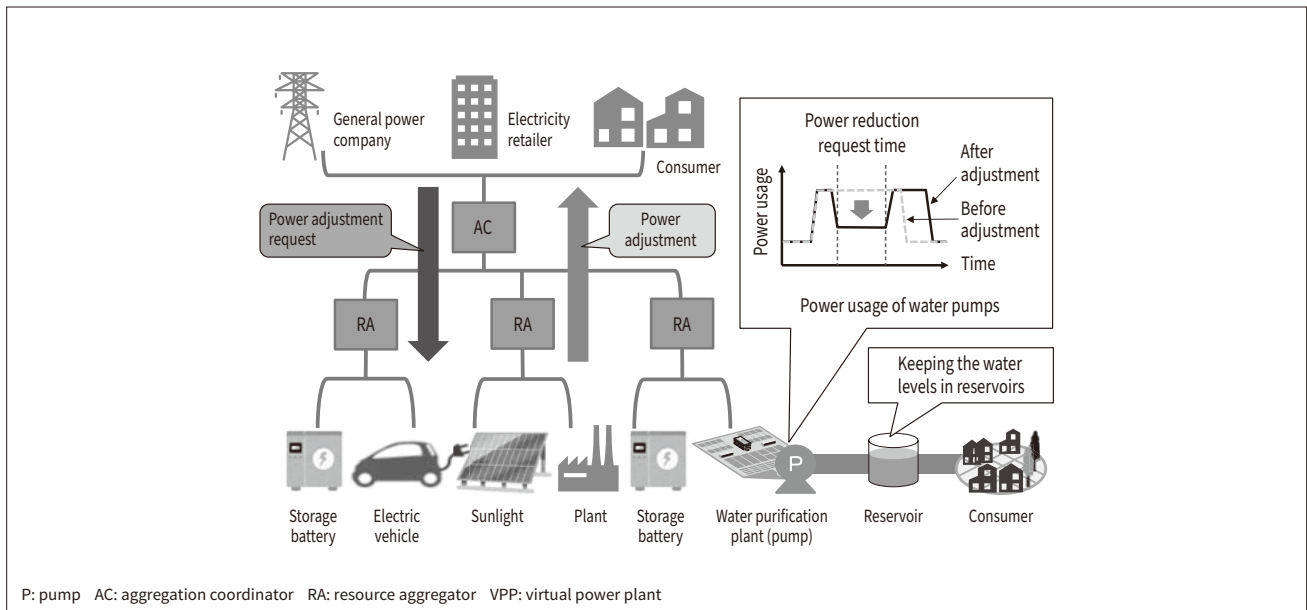 General power
company
Electricity
retailer
Consumer
Power adjustment
request
AC
Power
adjustment
RA
RA
RA
Power reduction
request time
Power usage
After
adjustment
Before
adjustment
Time
Power usage of water pumps
Keeping the water
levels in reservoirs
P
Storage
battery
Electric
vehicle
Sunlight
Plant
Storage
battery
Water purification
plant (pump)
Reservoir
Consumer
P: pump AC: aggregation coordinator RA: resource aggregator VPP: virtual power plant